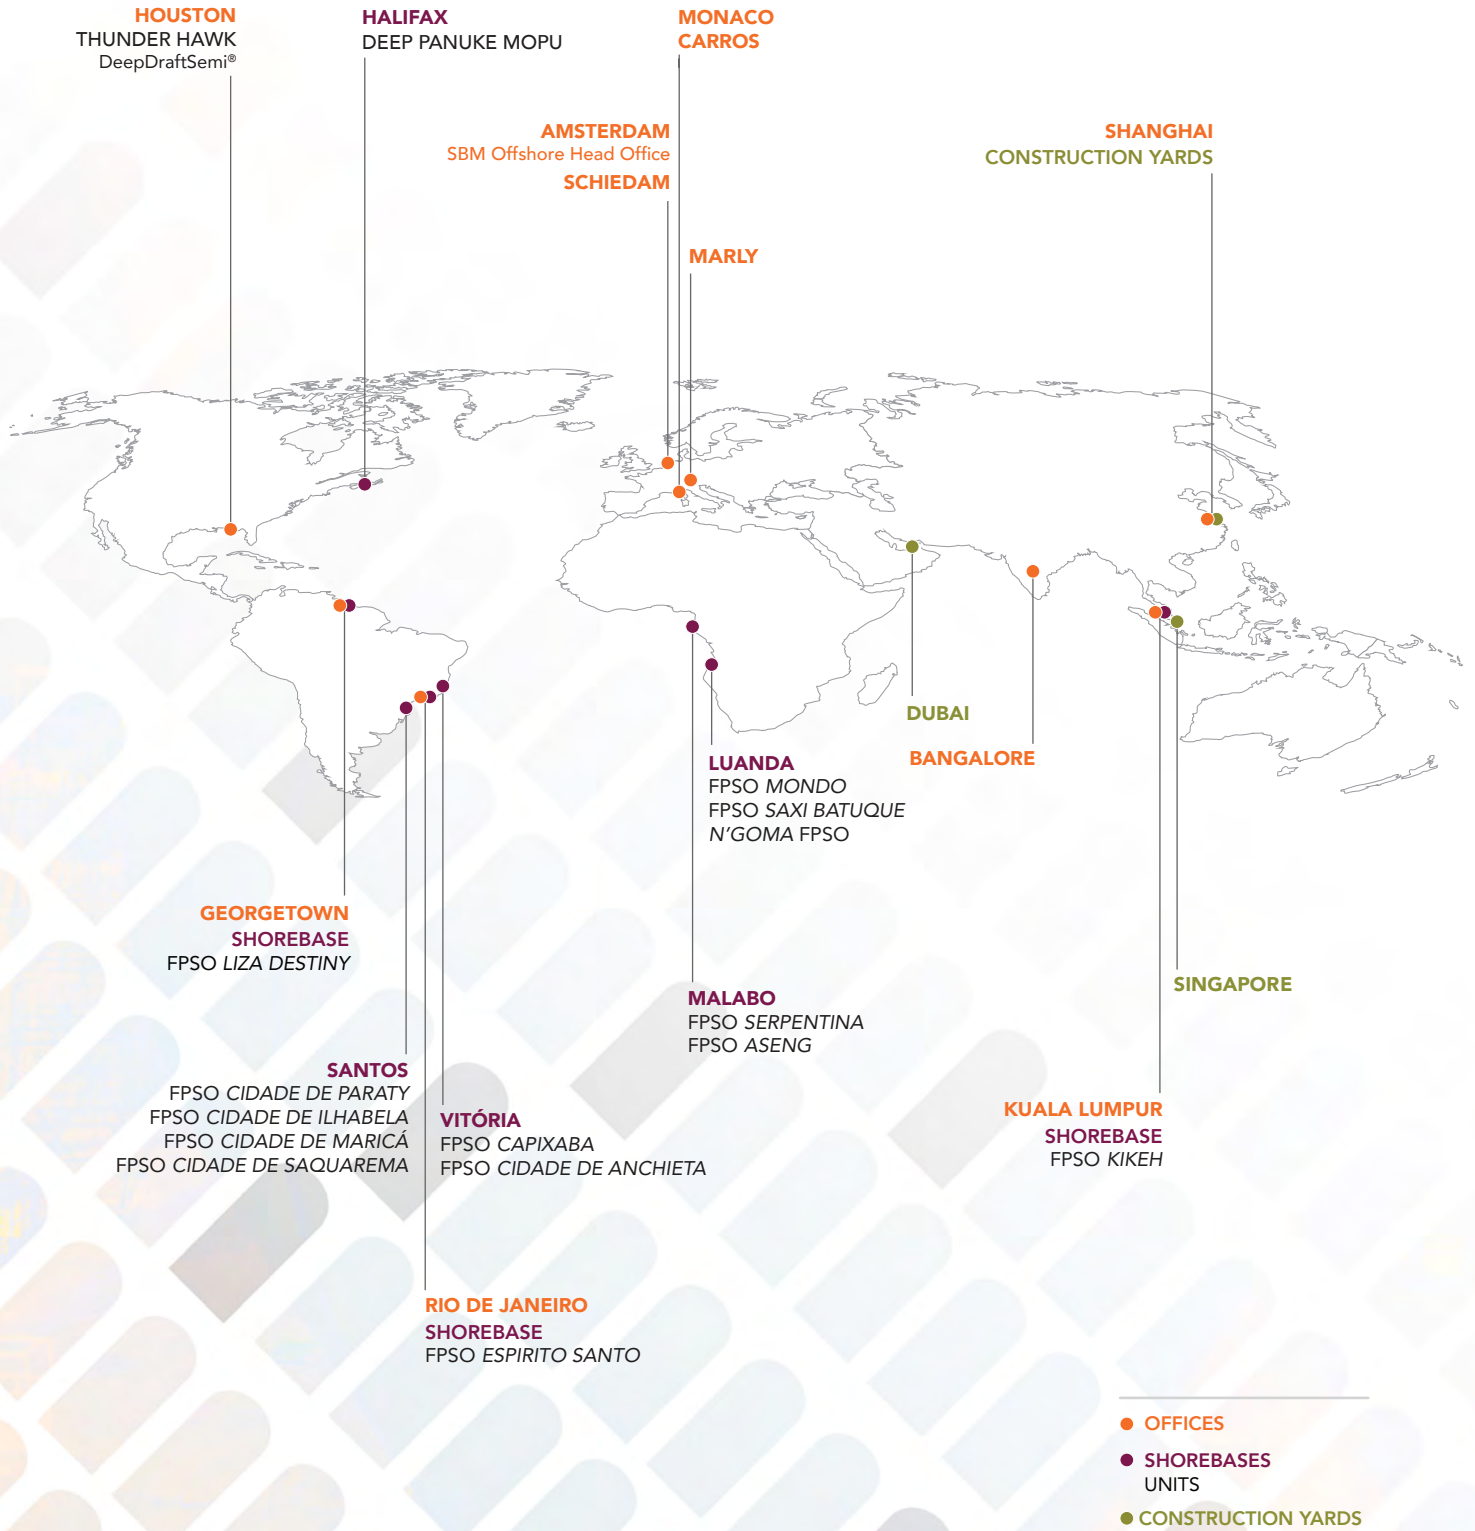 HOUSTON
THUNDER HAWK
DeepDraftSemi®
HALIFAX
DEEP PANUKE MOPU
MONACO
CARROS
AMSTERDAM
SBM Offshore Head Office
SCHIEDAM
MARLY
SHANGHAI
CONSTRUCTION YARDS
DUBAI
BANGALORE
LUANDA
FPSO MONDO
FPSO SAXI BATUQUE
N'GOMA FPSO
GEORGETOWN
SHOREBASE
FPSO LIZA DESTINY
MALABO
FPSO SERPENTINA
FPSO ASENG
SINGAPORE
SANTOS
FPSO CIDADE DE PARATY
FPSO CIDADE DE ILHABELA
FPSO CIDADE DE MARICÁ
FPSO CIDADE DE SAQUAREMA
VITÓRIA
FPSO CAPIXABA
FPSO CIDADE DE ANCHIETA
KUALA LUMPUR
SHOREBASE
FPSO KIKEH
RIO DE JANEIRO
SHOREBASE
FPSO ESPIRITO SANTO
OFFICES
SHOREBASES
UNITS
CONSTRUCTION YARDS